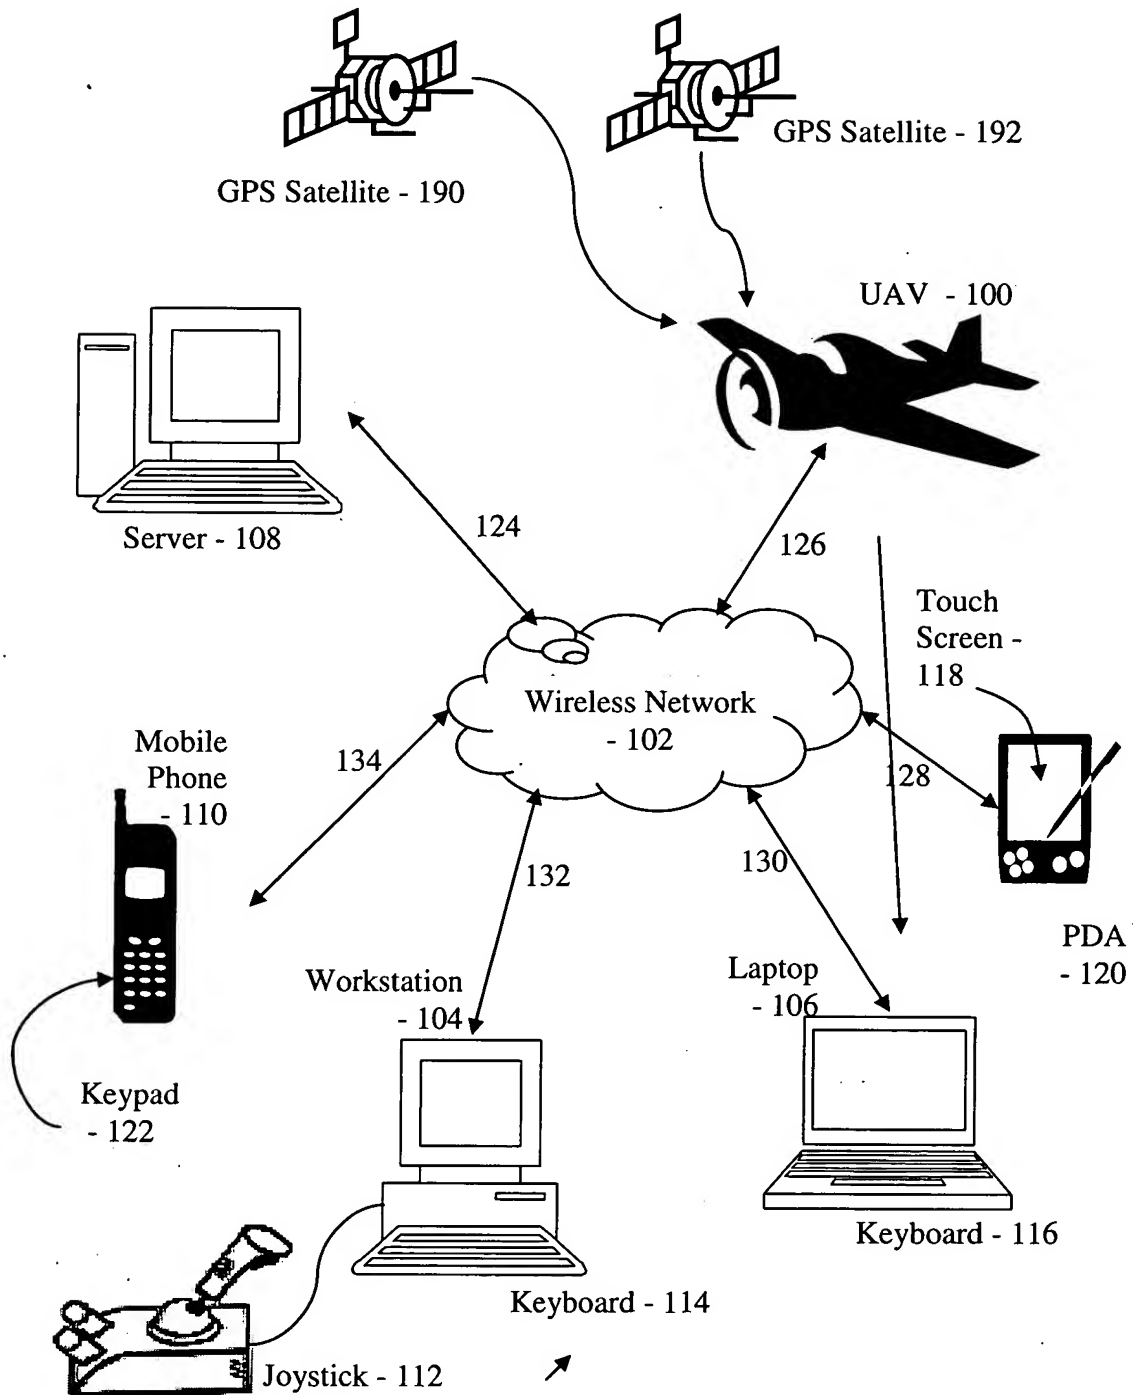 GPS Satellite - 192
GPS Satellite - 190
UAV - 100
Server - 108
124
126
Touch
Screen -
118
Wireless Network
- 102
Mobile
Phone
- 110
134
128
132
130
PDA
- 120
Workstation
- 104
Laptop
- 106
Keypad
- 122
Keyboard - 116
Keyboard - 114
Joystick - 112